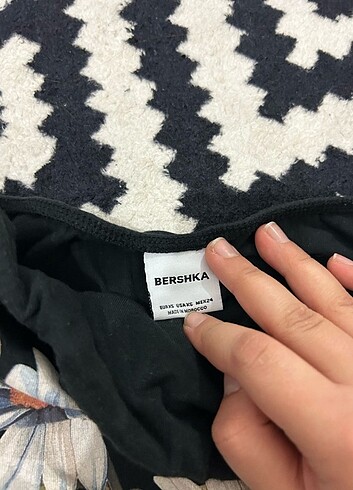 BERSHKA
EUR XS USA XS MEX 24
MADE IN MOROCCO